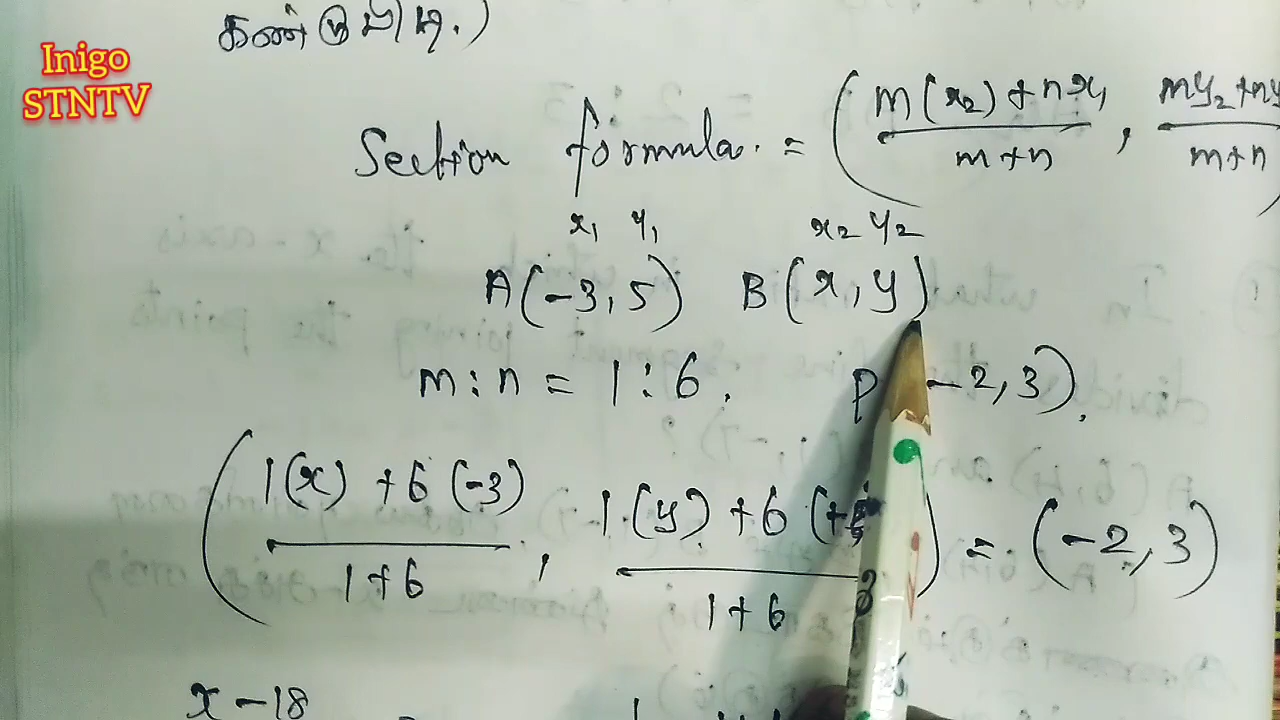 கண்டுபிடி.)
Inigo
STNTV
Section formula. = ( m(x₂) + nx₁ / m+n , my₂+ny / m+n )
x₁ y₁ x₂ y₂
A(-3, 5) B(x, y)
m : n = 1 : 6. P -2, 3).
( 1(x) + 6(-3) / 1+6 , 1(y) + 6(+ / 1+6 ) = (-2, 3)
x - 18